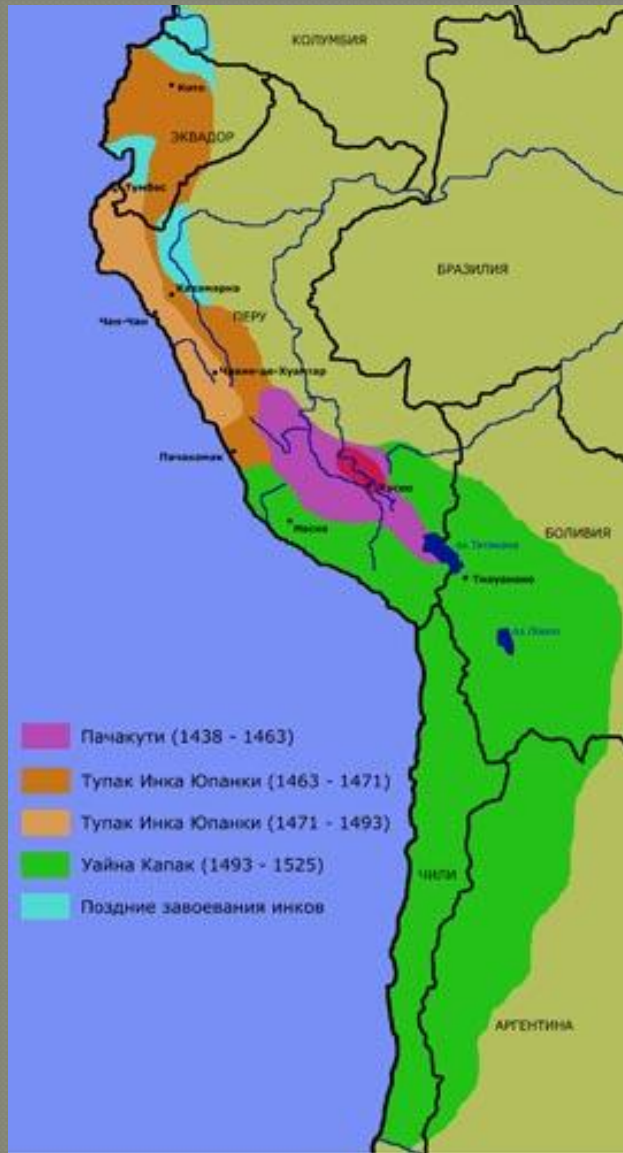 КОЛУМБИЯ
Кито
ЭКВАДОР
Тумбес
БРАЗИЛИЯ
Кахамарка
ПЕРУ
Чан-Чан
Чавин-де-Хуантар
Пачакамак
Куско
Наска
БОЛИВИЯ
оз.Титикака
Тиауанако
Оз.Поопо
Пачакути (1438 - 1463)
Тупак Инка Юпанки (1463 - 1471)
Тупак Инка Юпанки (1471 - 1493)
Уайна Капак (1493 - 1525)
ЧИЛИ
Поздние завоевания инков
АРГЕНТИНА